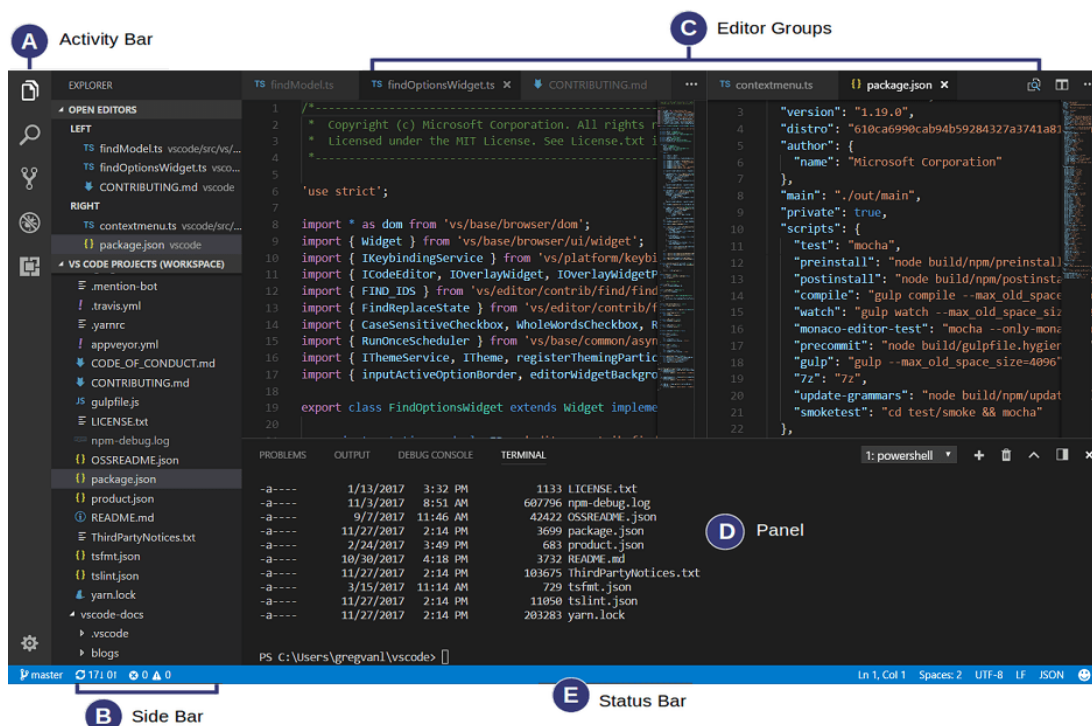 A Activity Bar
C Editor Groups
EXPLORER
OPEN EDITORS
LEFT
TS findModel.ts vscode/src/vs/...
TS findOptionsWidget.ts vsco...
CONTRIBUTING.md vscode
RIGHT
TS contextmenu.ts vscode/src/...
{} package.json vscode
VS CODE PROJECTS (WORKSPACE)
.mention-bot
! .travis.yml
.yarnrc
! appveyor.yml
CODE_OF_CONDUCT.md
CONTRIBUTING.md
JS gulpfile.js
LICENSE.txt
npm-debug.log
{} OSSREADME.json
{} package.json
{} product.json
README.md
ThirdPartyNotices.txt
{} tsfmt.json
{} tslint.json
yarn.lock
vscode-docs
.vscode
blogs
TS findModel.ts TS findOptionsWidget.ts × CONTRIBUTING.md ...
1 /*--------------------------------------------------
2 * Copyright (c) Microsoft Corporation. All rights r
3 * Licensed under the MIT License. See License.txt i
4 *--------------------------------------------------
5
6 'use strict';
7
8 import * as dom from 'vs/base/browser/dom';
9 import { Widget } from 'vs/base/browser/ui/widget';
10 import { IKeybindingService } from 'vs/platform/keybi
11 import { ICodeEditor, IOverlayWidget, IOverlayWidgetP
12 import { FIND_IDS } from 'vs/editor/contrib/find/find
13 import { FindReplaceState } from 'vs/editor/contrib/f
14 import { CaseSensitiveCheckbox, WholeWordsCheckbox, R
15 import { RunOnceScheduler } from 'vs/base/common/asyn
16 import { IThemeService, ITheme, registerThemingPartic
17 import { inputActiveOptionBorder, editorWidgetBackgro
18
19 export class FindOptionsWidget extends Widget impleme
20
TS contextmenu.ts {} package.json ×
3 "version": "1.19.0",
4 "distro": "610ca6990cab94b59284327a3741a81
5 "author": {
6 "name": "Microsoft Corporation"
7 },
8 "main": "./out/main",
9 "private": true,
10 "scripts": {
11 "test": "mocha",
12 "preinstall": "node build/npm/preinstall
13 "postinstall": "node build/npm/postinsta
14 "compile": "gulp compile --max_old_space
15 "watch": "gulp watch --max_old_space_siz
16 "monaco-editor-test": "mocha --only-mona
17 "precommit": "node build/gulpfile.hygien
18 "gulp": "gulp --max_old_space_size=4096"
19 "7z": "7z",
20 "update-grammars": "node build/npm/updat
21 "smoketest": "cd test/smoke && mocha"
22 },
PROBLEMS OUTPUT DEBUG CONSOLE TERMINAL 1: powershell
-a---- 1/13/2017 3:32 PM 1133 LICENSE.txt
-a---- 11/3/2017 8:51 AM 607796 npm-debug.log
-a---- 9/7/2017 11:46 AM 42422 OSSREADME.json
-a---- 11/27/2017 2:14 PM 3699 package.json
-a---- 2/24/2017 3:49 PM 683 product.json
-a---- 10/30/2017 4:18 PM 3732 README.md
-a---- 11/27/2017 2:14 PM 103675 ThirdPartyNotices.txt
-a---- 3/15/2017 11:14 AM 729 tsfmt.json
-a---- 11/27/2017 2:14 PM 11050 tslint.json
-a---- 11/27/2017 2:14 PM 203283 yarn.lock
D Panel
PS C:\Users\gregvanl\vscode>
master 17↓ 0↑ 0 0 Ln 1, Col 1 Spaces: 2 UTF-8 LF JSON
B Side Bar
E Status Bar